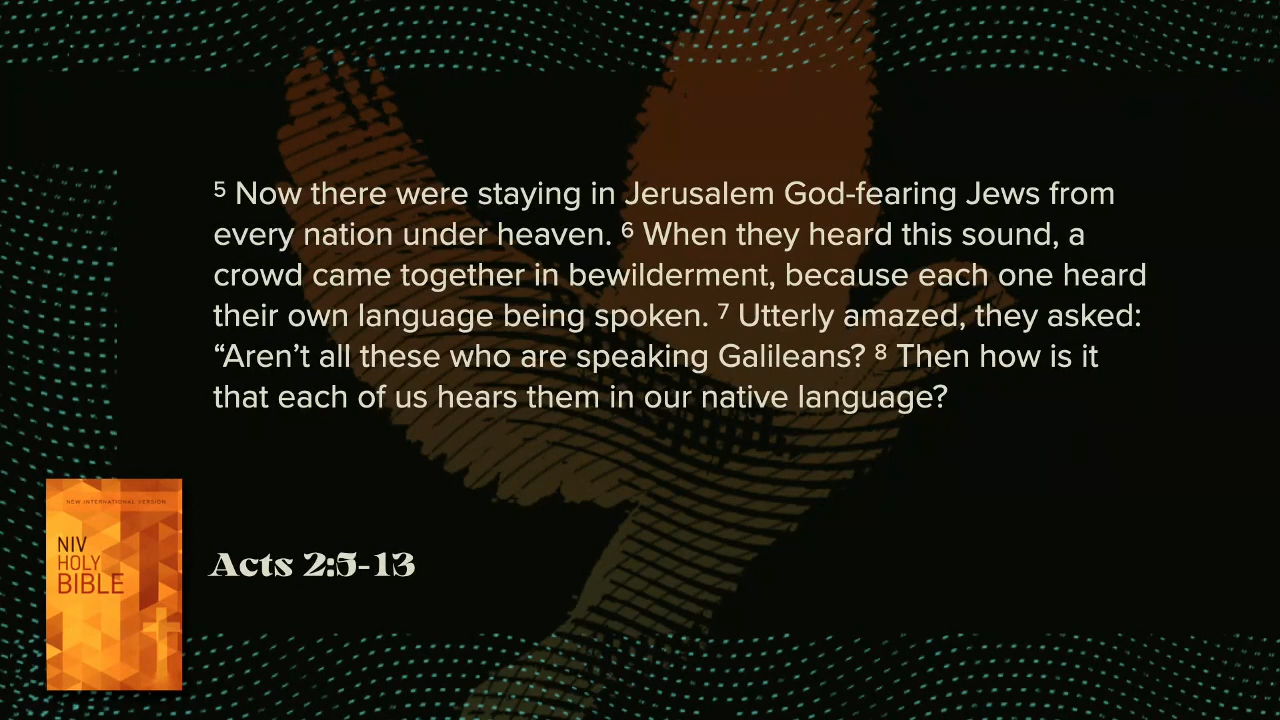 ⁵ Now there were staying in Jerusalem God-fearing Jews from
every nation under heaven. ⁶ When they heard this sound, a
crowd came together in bewilderment, because each one heard
their own language being spoken. ⁷ Utterly amazed, they asked:
“Aren’t all these who are speaking Galileans? ⁸ Then how is it
that each of us hears them in our native language?
NEW INTERNATIONAL VERSION
NIV
HOLY
BIBLE
Acts 2:5-13